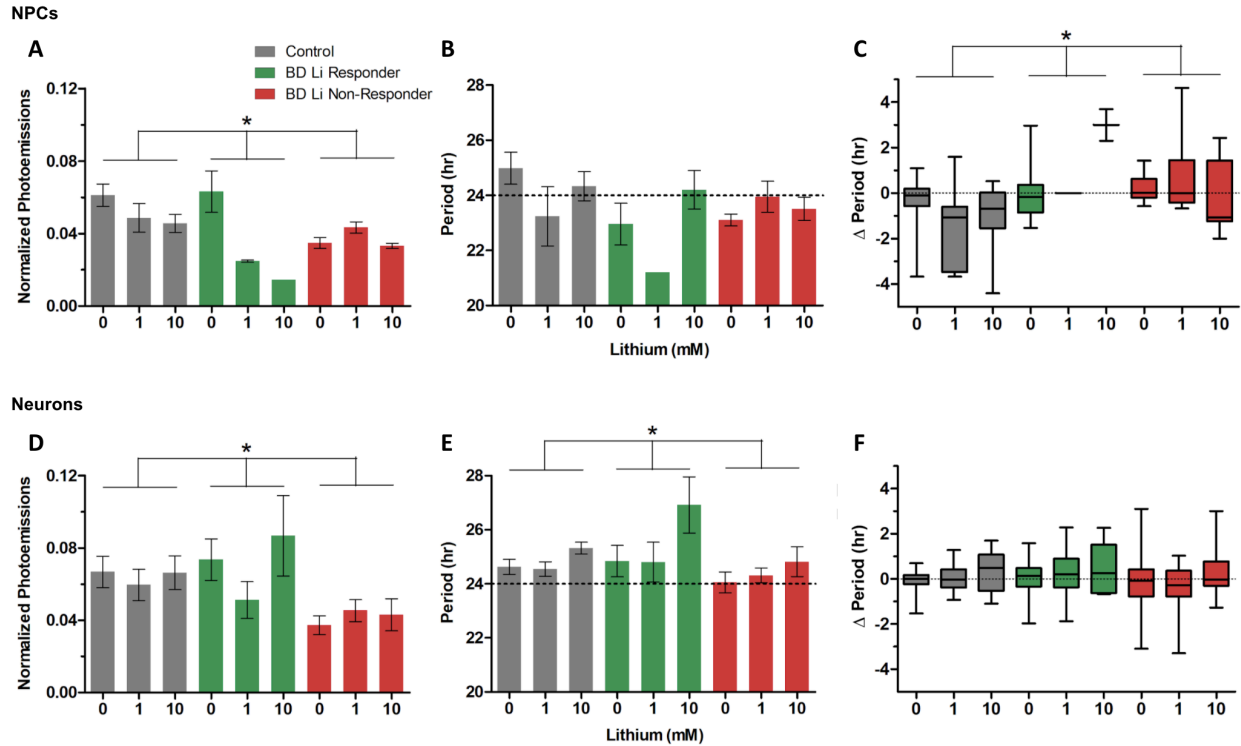 NPCs
A
B
C
Control
BD Li Responder
BD Li Non-Responder
*
*
Normalized Photoemissions
0.12
0.08
0.04
0.00
0 1 10 0 1 10 0 1 10
Period (hr)
28
26
24
22
20
0 1 10 0 1 10 0 1 10
Lithium (mM)
Δ Period (hr)
4
2
0
-2
-4
0 1 10 0 1 10 0 1 10
Neurons
D
E
F
*
*
Normalized Photoemissions
0.12
0.08
0.04
0.00
0 1 10 0 1 10 0 1 10
Period (hr)
28
26
24
22
20
0 1 10 0 1 10 0 1 10
Lithium (mM)
Δ Period (hr)
4
2
0
-2
-4
0 1 10 0 1 10 0 1 10